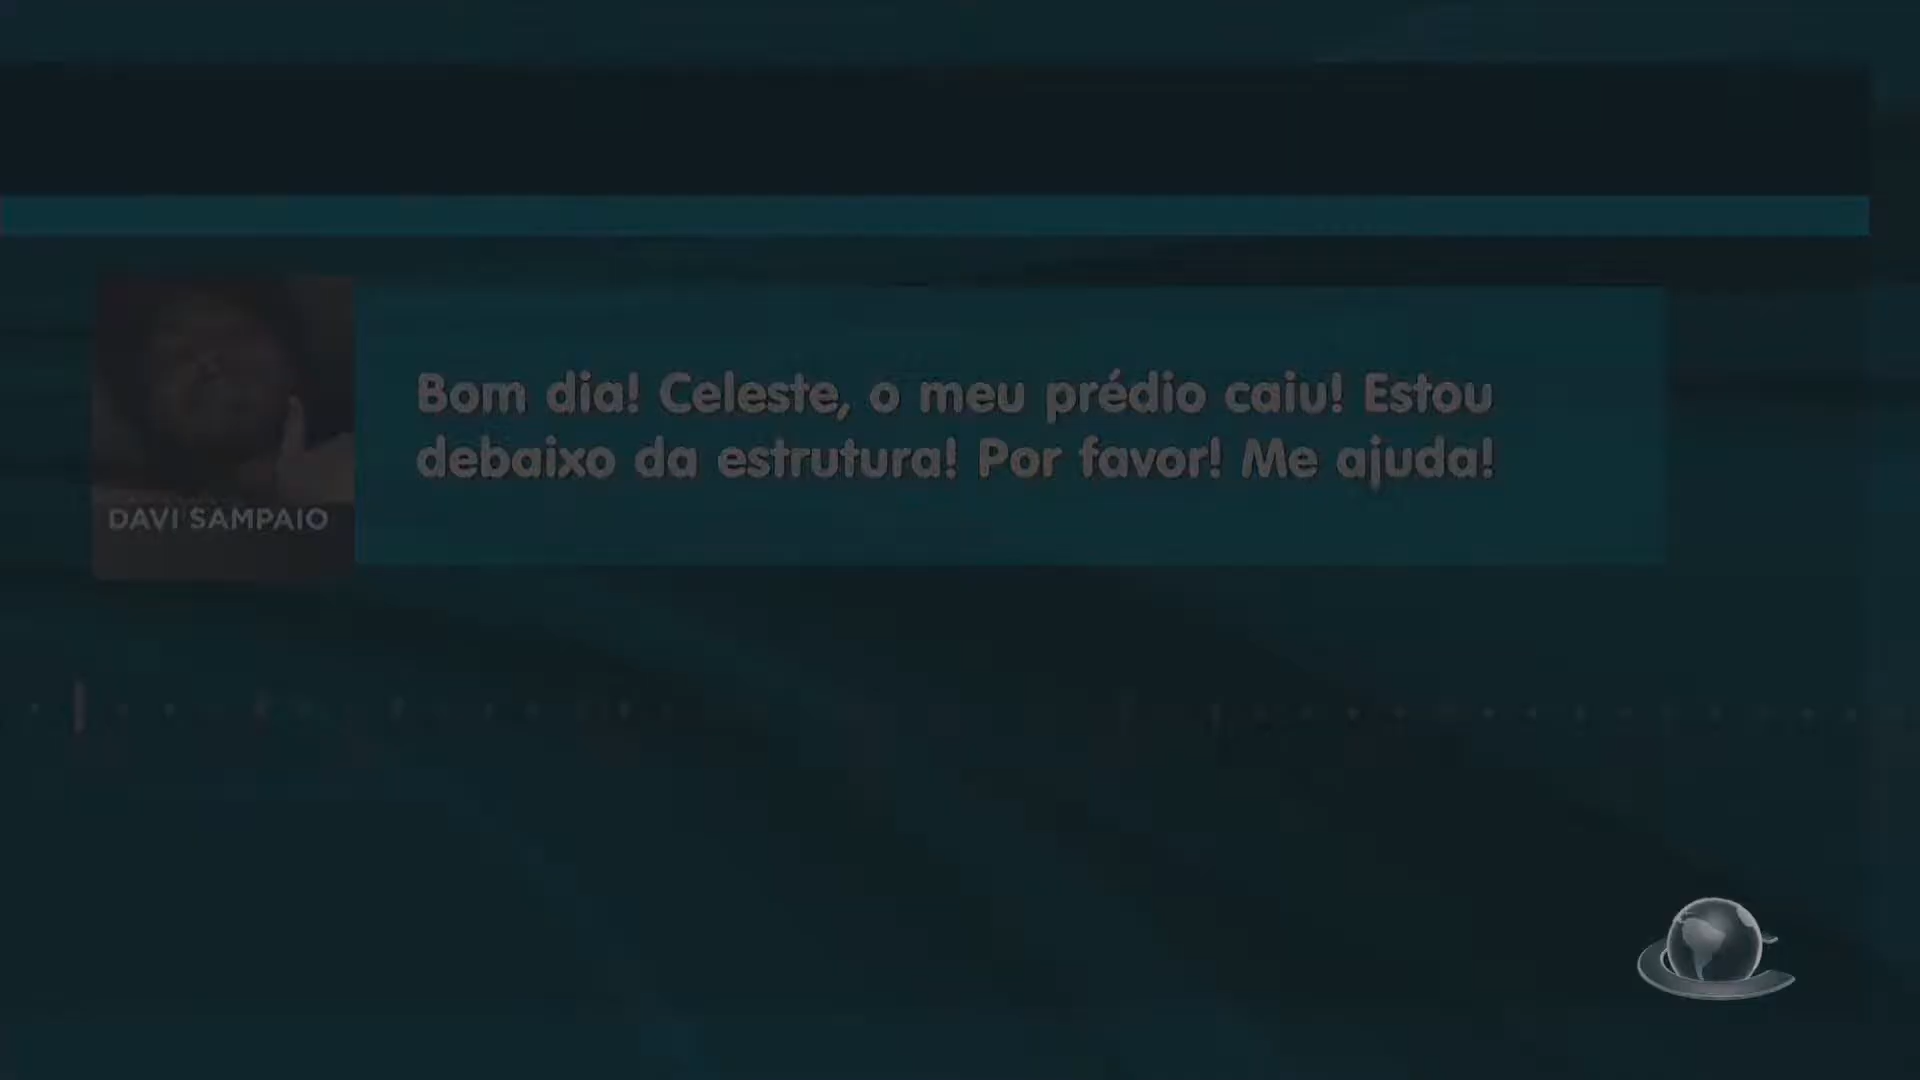 Bom dia! Celeste, o meu prédio caiu! Estou
debaixo da estrutura! Por favor! Me ajuda!
DAVI SAMPAIO